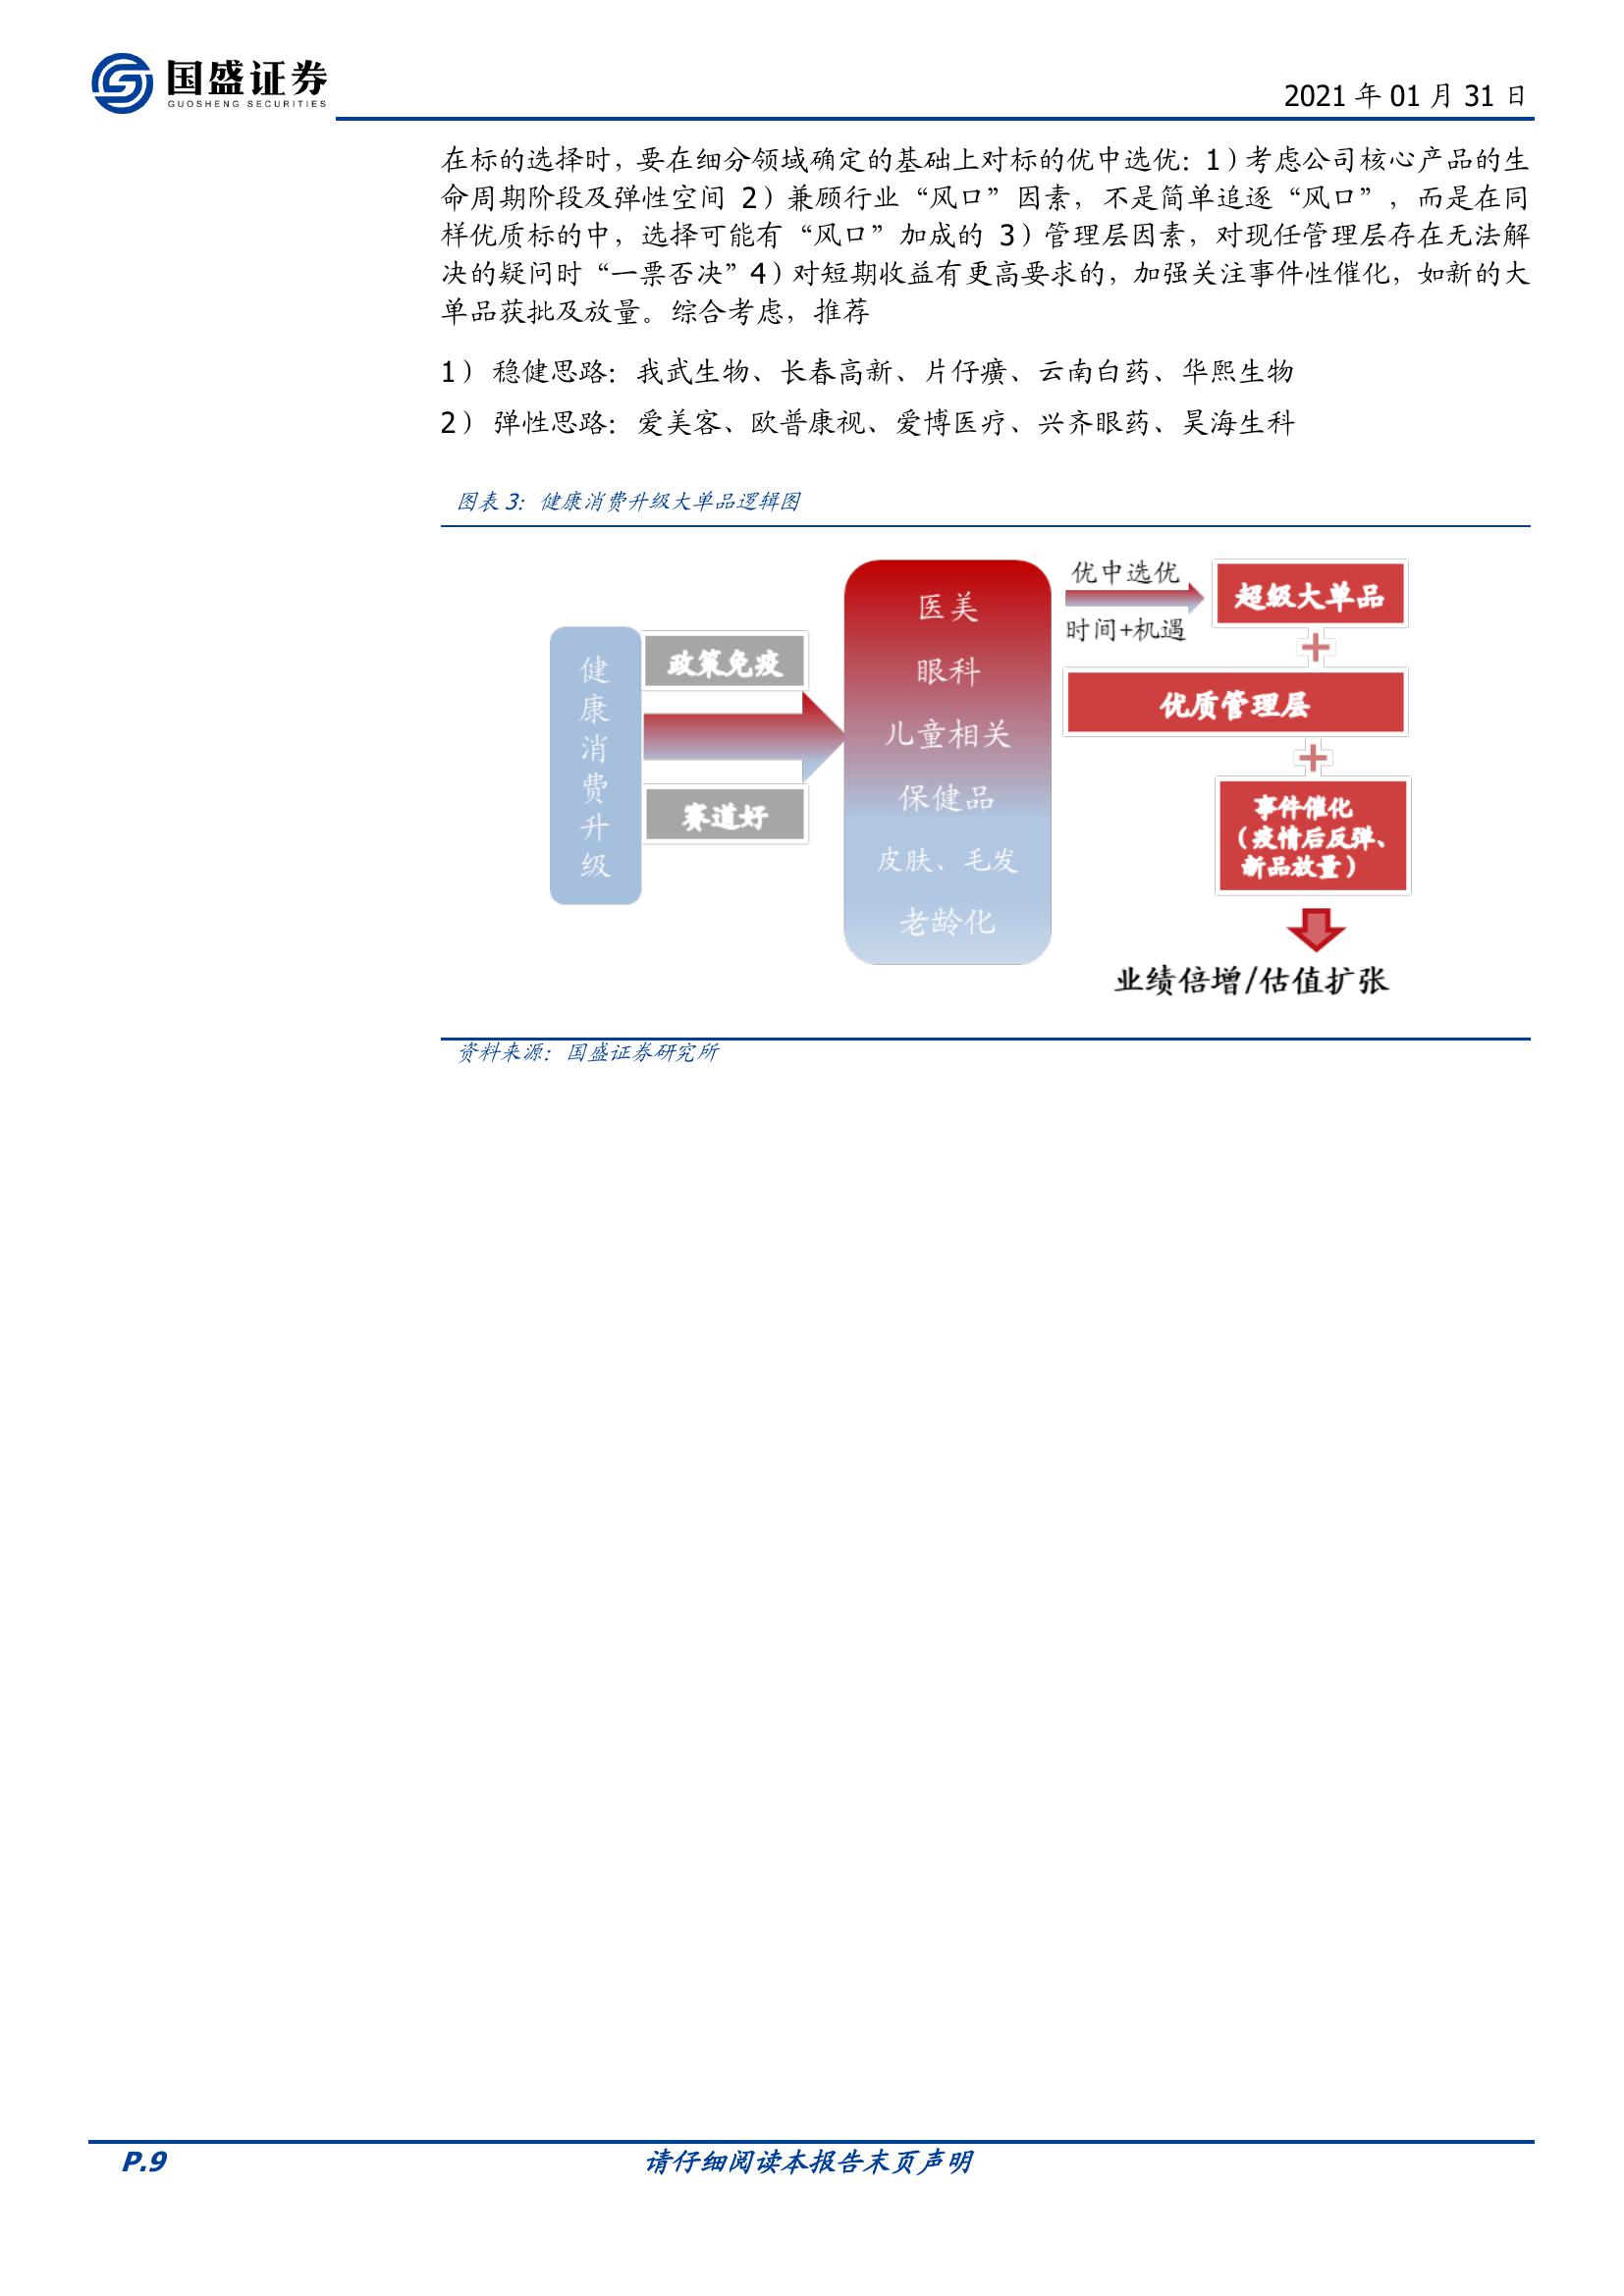 国盛证券
GUOSHENG SECURITIES
2021 年 01 月 31 日
在标的选择时，要在细分领域确定的基础上对标的优中选优：1）考虑公司核心产品的生
命周期阶段及弹性空间 2）兼顾行业“风口”因素，不是简单追逐“风口”，而是在同
样优质标的中，选择可能有“风口”加成的 3）管理层因素，对现任管理层存在无法解
决的疑问时“一票否决”4）对短期收益有更高要求的，加强关注事件性催化，如新的大
单品获批及放量。综合考虑，推荐
1） 稳健思路：我武生物、长春高新、片仔癀、云南白药、华熙生物
2） 弹性思路：爱美客、欧普康视、爱博医疗、兴齐眼药、昊海生科
图表 3：健康消费升级大单品逻辑图
健
康
消
费
升
级
政策免疫
赛道好
医美
眼科
儿童相关
保健品
皮肤、毛发
老龄化
优中选优
时间+机遇
超级大单品
优质管理层
事件催化
（疫情后反弹、
新品放量）
业绩倍增/估值扩张
资料来源：国盛证券研究所
P.9
请仔细阅读本报告末页声明